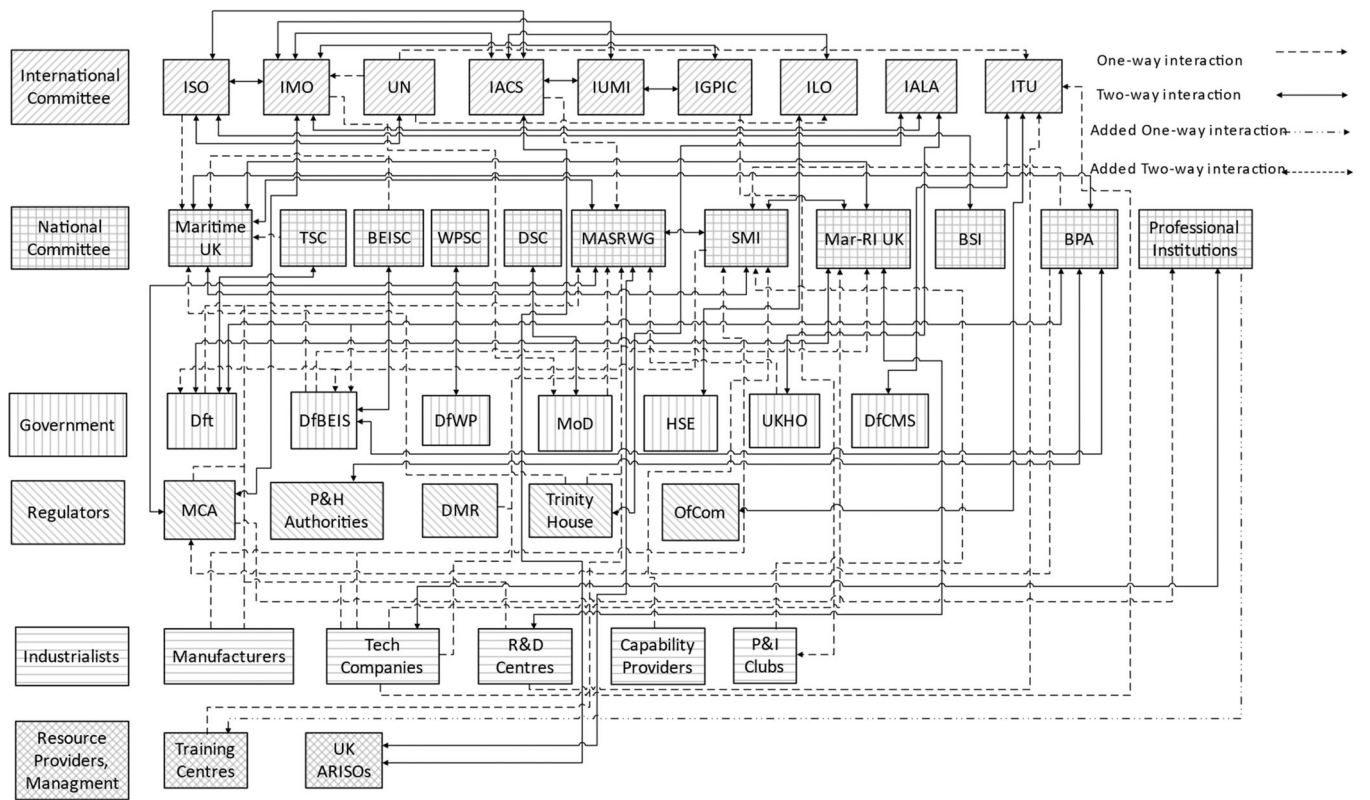 International
Committee
ISO
IMO
UN
IACS
IUMI
IGPIC
ILO
IALA
ITU
One-way interaction
Two-way interaction
Added One-way interaction
Added Two-way interaction
National
Committee
Maritime
UK
TSC
BEISC
WPSC
DSC
MASRWG
SMI
Mar-RI UK
BSI
BPA
Professional
Institutions
Government
Dft
DfBEIS
DfWP
MoD
HSE
UKHO
DfCMS
Regulators
MCA
P&H
Authorities
DMR
Trinity
House
OfCom
Industrialists
Manufacturers
Tech
Companies
R&D
Centres
Capability
Providers
P&I
Clubs
Resource
Providers,
Managment
Training
Centres
UK
ARISOs